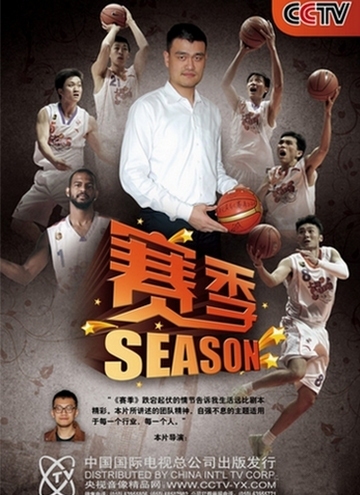 CCTV
赛季
SEASON
"《赛季》跌宕起伏的情节告诉我生活远比剧本
精彩,本片所讲述的团队精神,自强不息的主题适用
于每一个行业,每一个人。"
本片导演:
中国国际电视总公司出版发行
DISTRIBUTED BY CHINA INT'L TV CORP.
央视音像精品网:WWW.CCTV-YX.COM